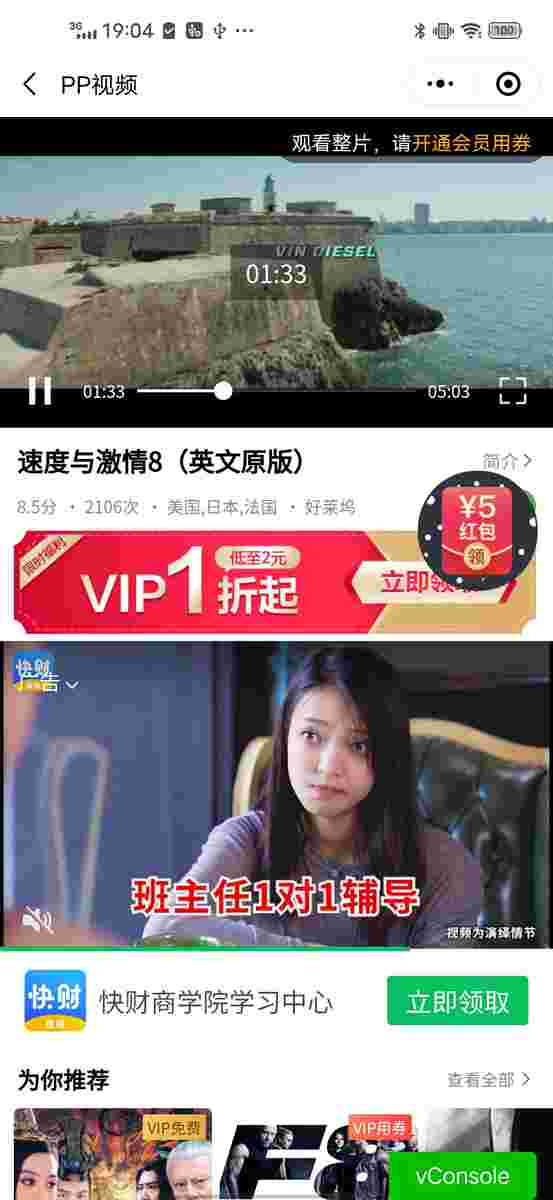 3G 19:04 100
PP视频
观看整片，请开通会员用券
VIN DIESEL
01:33
01:33 05:03
速度与激情8（英文原版）
简介
8.5分 · 2106次 · 美国,日本,法国 · 好莱坞
¥5
红包
领
限时福利
VIP1折起
低至2元
立即领取
快财
广告
班主任1对1辅导
视频为演绎情节
快财
快财商学院学习中心
立即领取
为你推荐
查看全部
VIP免费
VIP用券
F8
vConsole